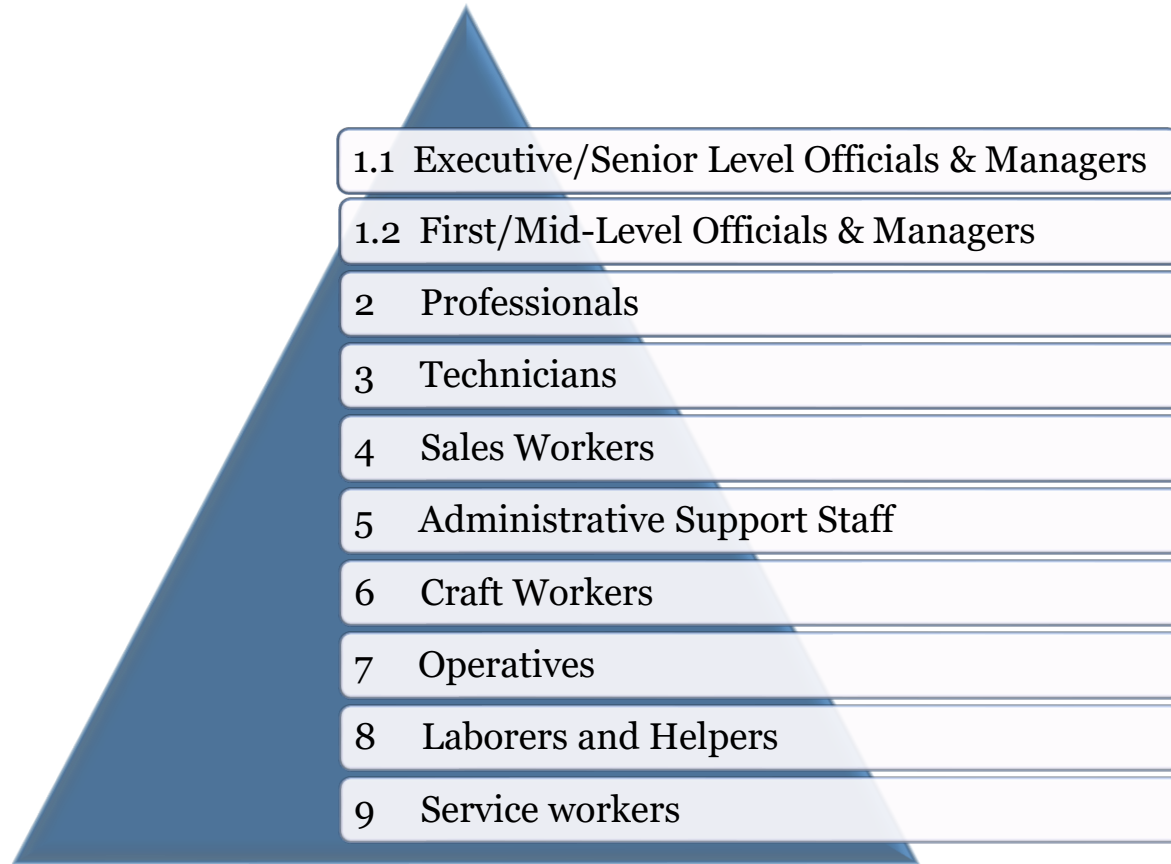 1.1 Executive/Senior Level Officials & Managers
1.2 First/Mid-Level Officials & Managers
2 Professionals
3 Technicians
4 Sales Workers
5 Administrative Support Staff
6 Craft Workers
7 Operatives
8 Laborers and Helpers
9 Service workers